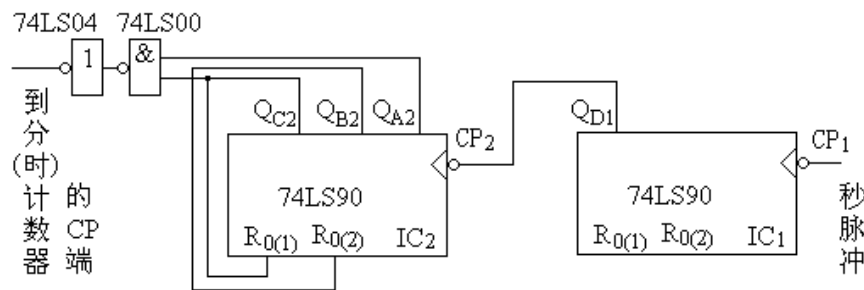 74LS04 74LS00
1
&
Q_C2 Q_B2 Q_A2
CP_2
Q_D1
CP_1
74LS90
R_0(1) R_0(2) IC_2
74LS90
R_0(1) R_0(2) IC_1
到分(时)计数器
的CP端
秒脉冲